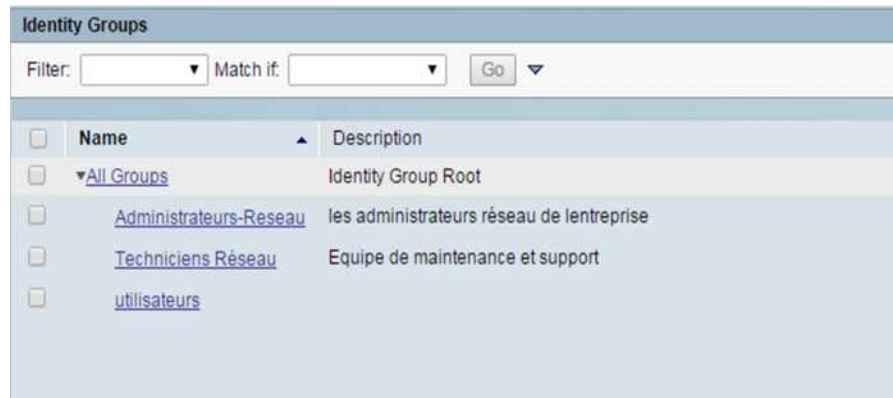 Identity Groups
Filter: Match if: Go
Name Description
All Groups Identity Group Root
Administrateurs-Reseau les administrateurs réseau de lentreprise
Techniciens Réseau Equipe de maintenance et support
utilisateurs